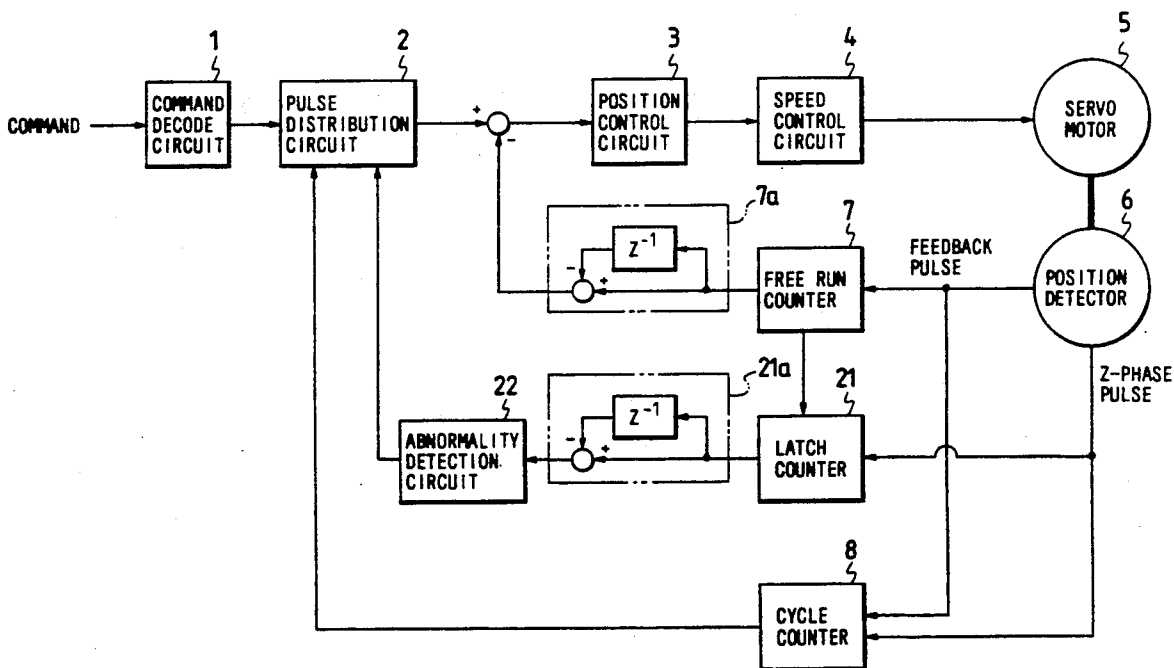 1
2
3
4
5
COMMAND
COMMAND
DECODE
CIRCUIT
PULSE
DISTRIBUTION
CIRCUIT
+
-
POSITION
CONTROL
CIRCUIT
SPEED
CONTROL
CIRCUIT
SERVO
MOTOR
7a
7
6
Z-1
-
+
FREE RUN
COUNTER
FEEDBACK
PULSE
POSITION
DETECTOR
22
21a
21
Z-PHASE
PULSE
ABNORMALITY
DETECTION
CIRCUIT
Z-1
-
+
LATCH
COUNTER
8
CYCLE
COUNTER